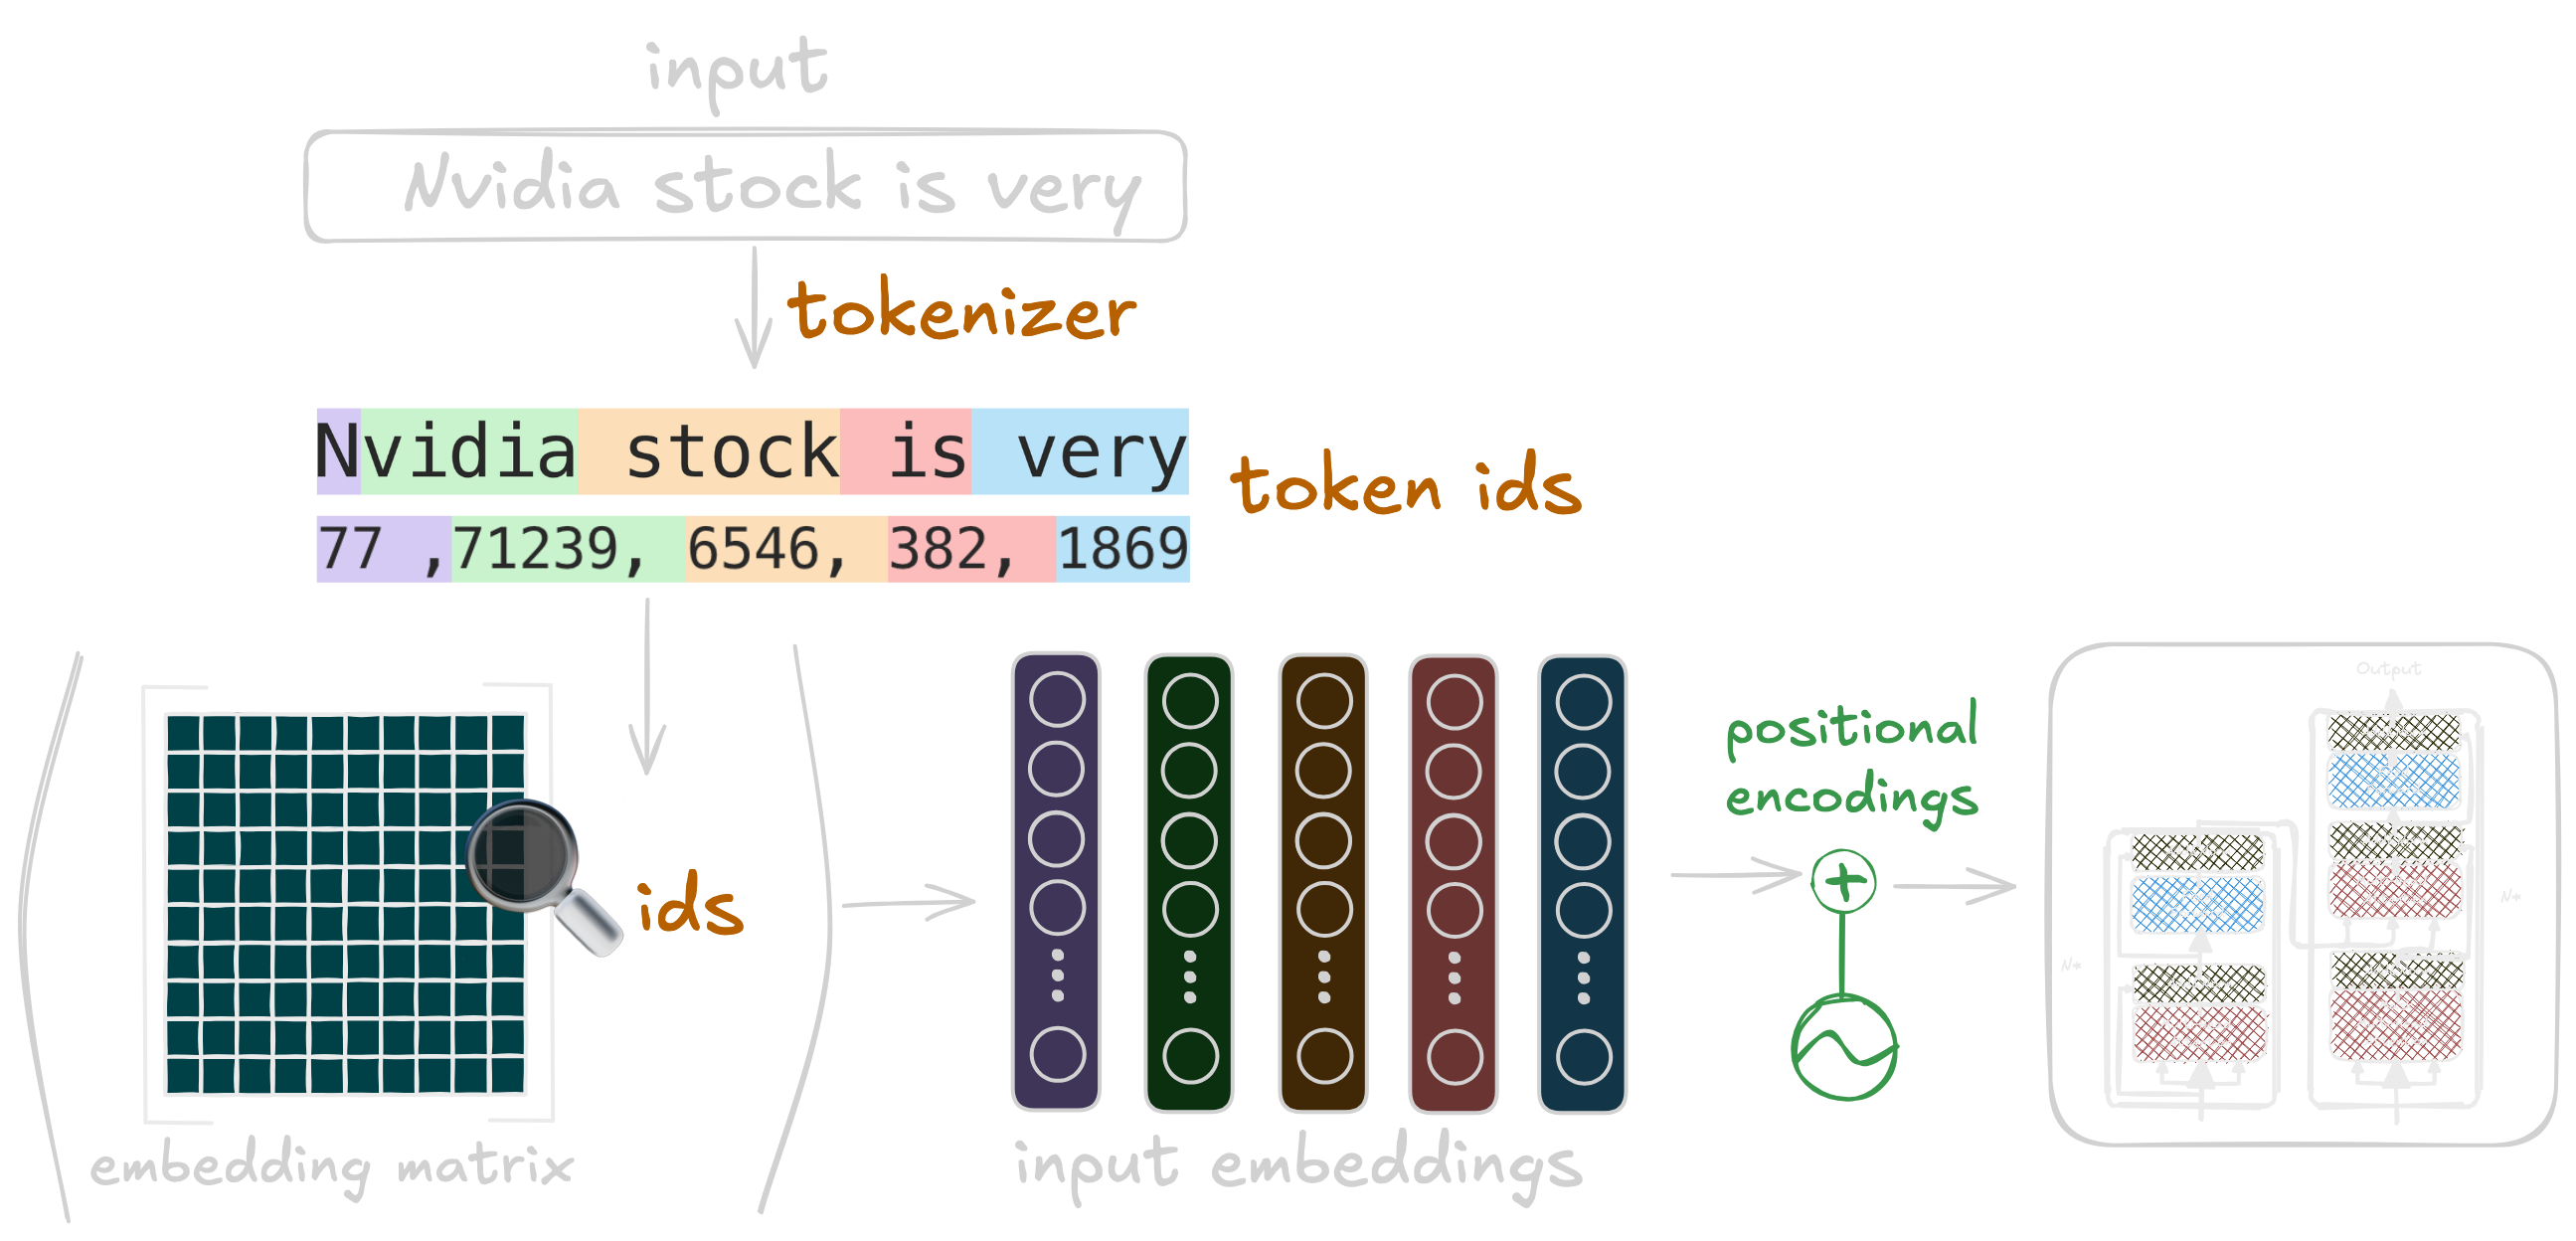 input
Nvidia stock is very
tokenizer
Nvidia stock is very
token ids
77 ,71239, 6546, 382, 1869
ids
embedding matrix
input embeddings
positional
encodings
Output
N*
N*